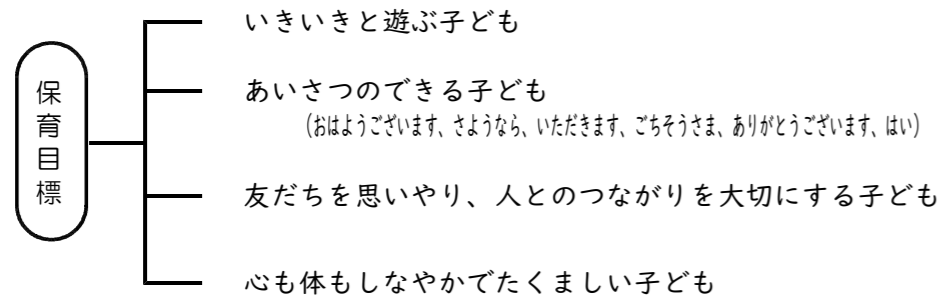 保育目標
いきいきと遊ぶ子ども
あいさつのできる子ども
（おはようございます、さようなら、いただきます、ごちそうさま、ありがとうございます、はい）
友だちを思いやり、人とのつながりを大切にする子ども
心も体もしなやかでたくましい子ども